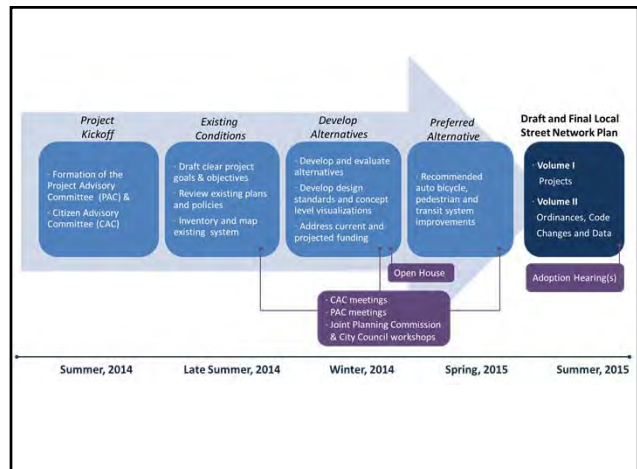 Project
Kickoff
· Formation of the
Project Advisory
Committee (PAC) &
· Citizen Advisory
Committee (CAC)
Existing
Conditions
· Draft clear project
goals & objectives
· Review existing plans
and policies
· Inventory and map
existing system
Develop
Alternatives
· Develop and evaluate
alternatives
· Develop design
standards and concept
level visualizations
· Address current and
projected funding
Preferred
Alternative
Recommended
auto bicycle,
pedestrian and
transit system
improvements
Draft and Final Local
Street Network Plan
· Volume I
Projects
· Volume II
Ordinances, Code
Changes and Data
Open House
Adoption Hearing(s)
· CAC meetings
· PAC meetings
· Joint Planning Commission
& City Council workshops
Summer, 2014
Late Summer, 2014
Winter, 2014
Spring, 2015
Summer, 2015